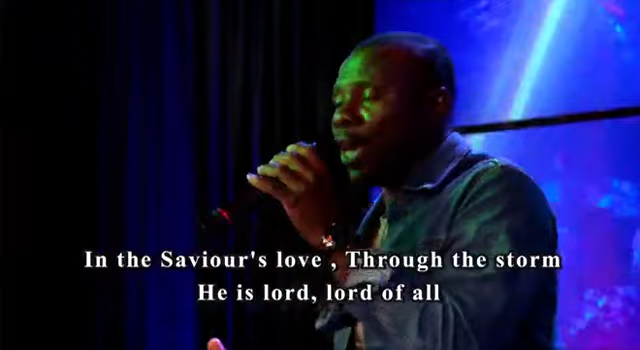 In the Saviour's love , Through the storm
He is lord, lord of all